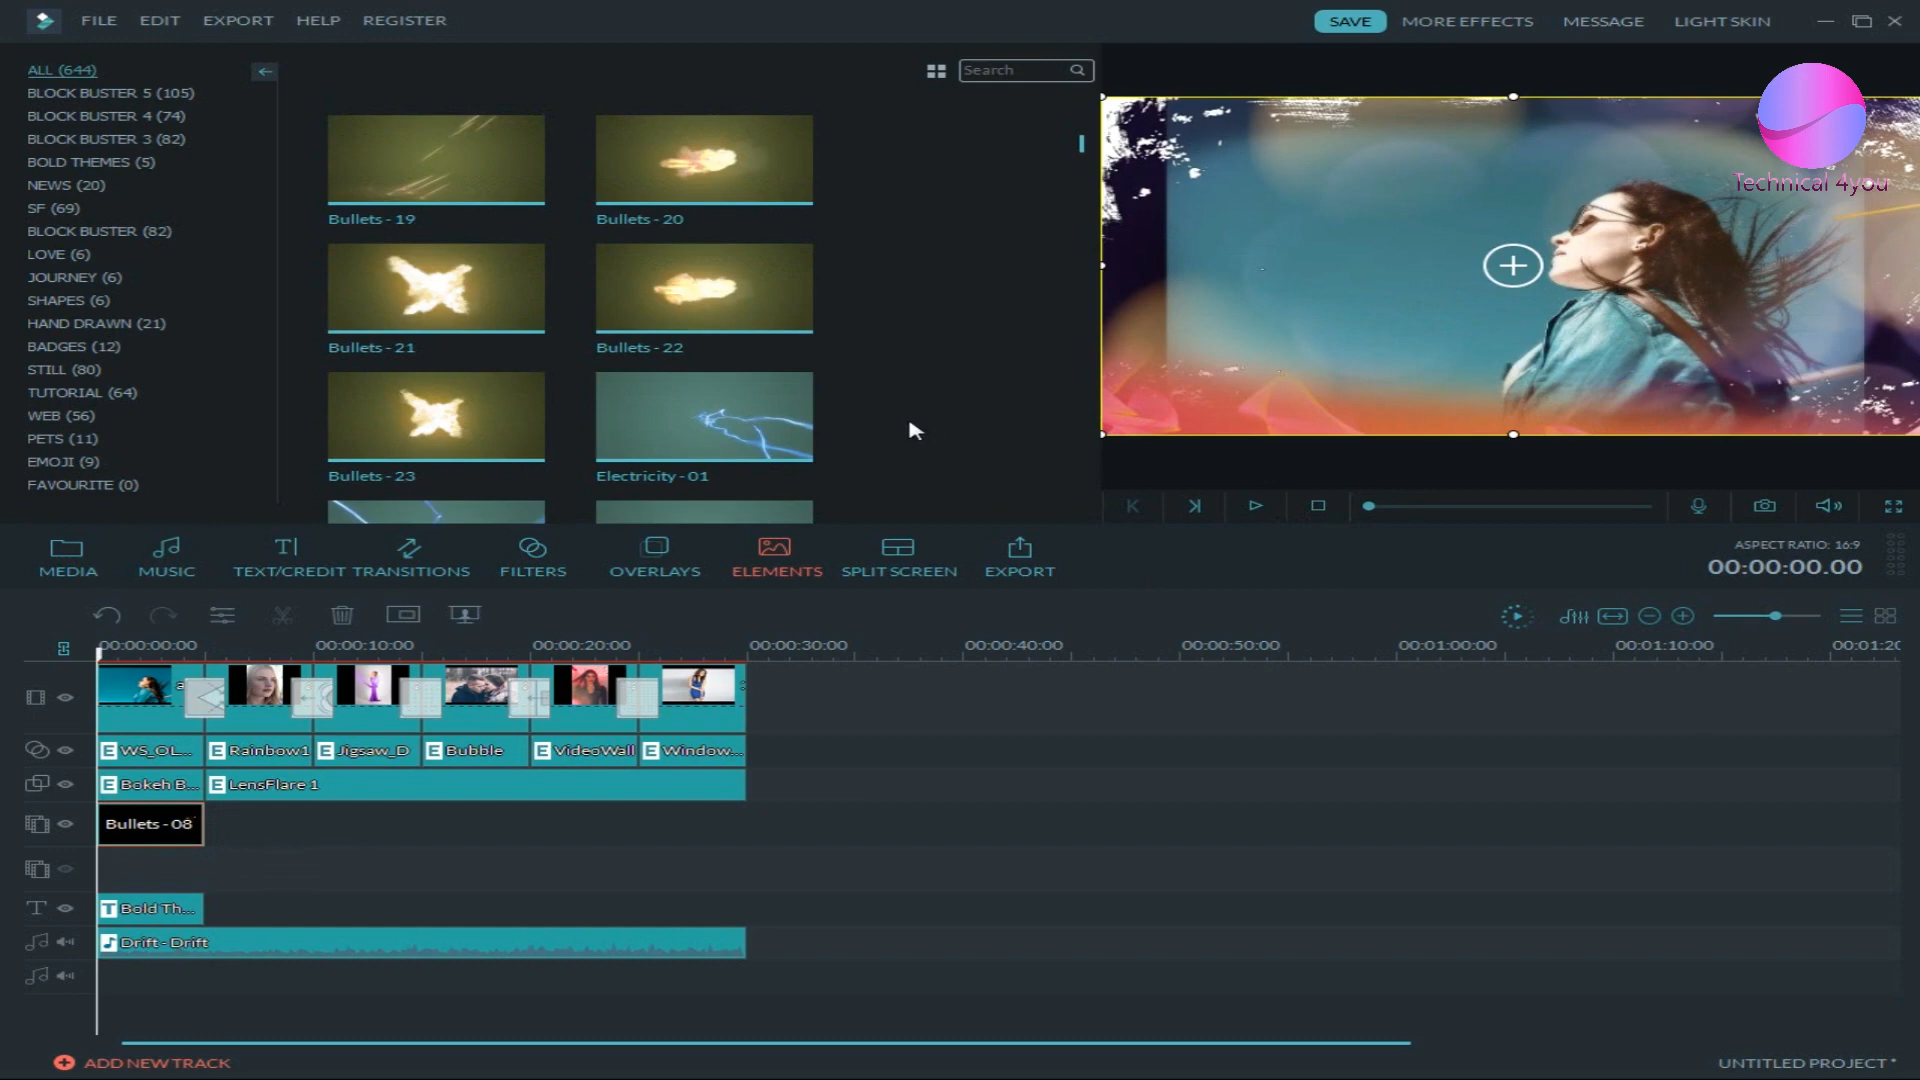 FILE EDIT EXPORT HELP REGISTER SAVE MORE EFFECTS MESSAGE LIGHT SKIN
ALL (644)
BLOCK BUSTER 5 (105)
BLOCK BUSTER 4 (74)
BLOCK BUSTER 3 (82)
BOLD THEMES (5)
NEWS (20)
SF (69)
BLOCK BUSTER (82)
LOVE (6)
JOURNEY (6)
SHAPES (6)
HAND DRAWN (21)
BADGES (12)
STILL (80)
TUTORIAL (64)
WEB (56)
PETS (11)
EMOJI (9)
FAVOURITE (0)
Search
Bullets - 19
Bullets - 20
Bullets - 21
Bullets - 22
Bullets - 23
Electricity - 01
Technical 4you
MEDIA MUSIC TEXT/CREDIT TRANSITIONS FILTERS OVERLAYS ELEMENTS SPLIT SCREEN EXPORT
ASPECT RATIO: 16:9
00:00:00.00
00:00:00:00 00:00:10:00 00:00:20:00 00:00:30:00 00:00:40:00 00:00:50:00 00:01:00:00 00:01:10:00 00:01:20
a
E WS_OL... E Rainbow1 E Jigsaw_D E Bubble E VideoWall E Window...
E Bokeh B... E LensFlare 1
Bullets - 08
T Bold Th...
Drift - Drift
ADD NEW TRACK
UNTITLED PROJECT *